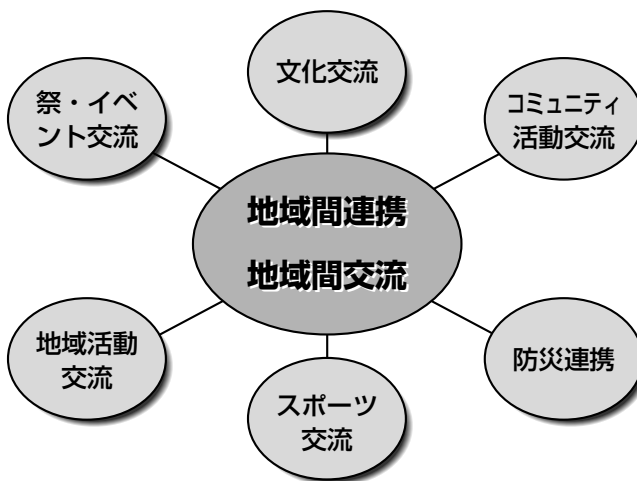 文化交流
祭・イベ
ント交流
コミュニティ
活動交流
地域間連携
地域間交流
地域活動
交流
防災連携
スポーツ
交流